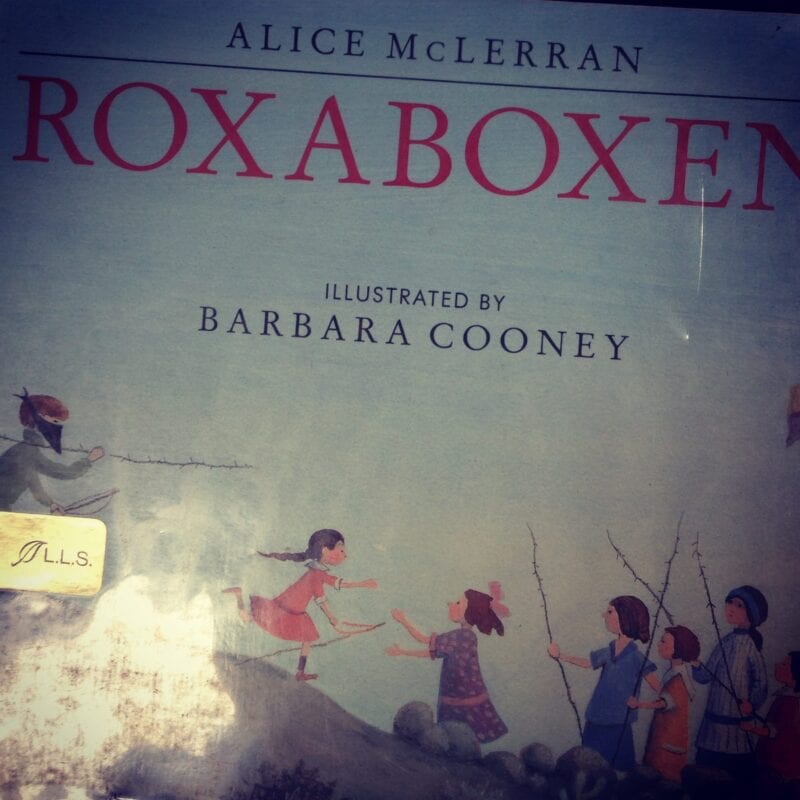 ALICE McLERRAN
ROXABOXEN
ILLUSTRATED BY
BARBARA COONEY
L.L.S.